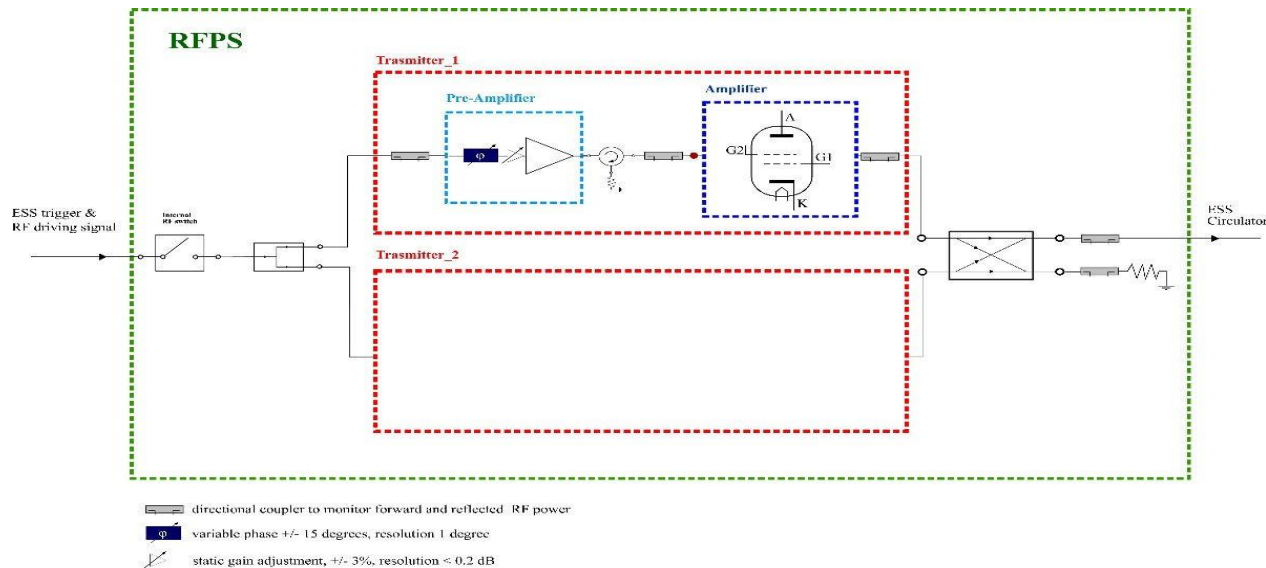 RFPS
Trasmitter_1
Pre-Amplifier
Amplifier
A
φ
G2
G1
K
ESS trigger &
RF driving signal
Internal
RF switch
ESS
Circulator
Trasmitter_2
directional coupler to monitor forward and reflected RF power
φ variable phase +/- 15 degrees, resolution 1 degree
static gain adjustment, +/- 3%, resolution < 0.2 dB